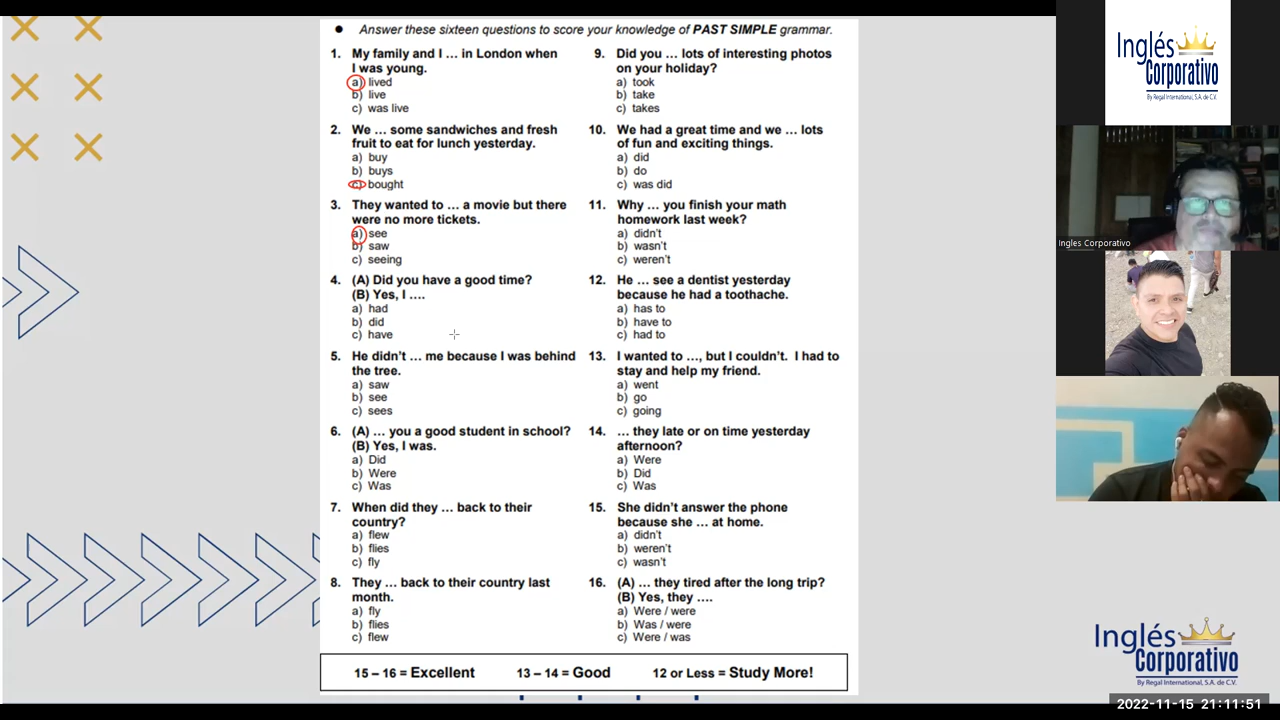 ● Answer these sixteen questions to score your knowledge of PAST SIMPLE grammar.
1. My family and I … in London when
I was young.
a) lived
b) live
c) was live
2. We … some sandwiches and fresh
fruit to eat for lunch yesterday.
a) buy
b) buys
c) bought
3. They wanted to … a movie but there
were no more tickets.
a) see
b) saw
c) seeing
4. (A) Did you have a good time?
(B) Yes, I ….
a) had
b) did
c) have
5. He didn't … me because I was behind
the tree.
a) saw
b) see
c) sees
6. (A) … you a good student in school?
(B) Yes, I was.
a) Did
b) Were
c) Was
7. When did they … back to their
country?
a) flew
b) flies
c) fly
8. They … back to their country last
month.
a) fly
b) flies
c) flew
9. Did you … lots of interesting photos
on your holiday?
a) took
b) take
c) takes
10. We had a great time and we … lots
of fun and exciting things.
a) did
b) do
c) was did
11. Why … you finish your math
homework last week?
a) didn't
b) wasn't
c) weren't
12. He … see a dentist yesterday
because he had a toothache.
a) has to
b) have to
c) had to
13. I wanted to …, but I couldn't. I had to
stay and help my friend.
a) went
b) go
c) going
14. … they late or on time yesterday
afternoon?
a) Were
b) Did
c) Was
15. She didn't answer the phone
because she … at home.
a) didn't
b) weren't
c) wasn't
16. (A) … they tired after the long trip?
(B) Yes, they ….
a) Were / were
b) Was / were
c) Were / was
15 – 16 = Excellent 13 – 14 = Good 12 or Less = Study More!
Inglés
Corporativo
By Regal International, S.A. de C.V.
Ingles Corporativo
Inglés
Corporativo
By Regal International, S.A. de C.V.
2022-11-15 21:11:51